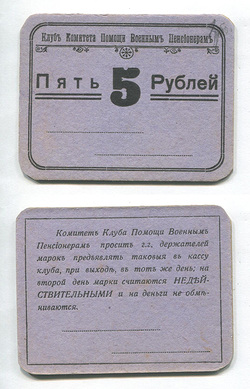 Клубъ Комитета Помощи Военнымъ Пенсіонерамъ
Пять 5 Рублей
Комитетъ Клуба Помощи Военнымъ
Пенсіонерамъ проситъ г.г. держателей
марокъ предъявлять таковыя въ кассу
клуба, при выходѣ, въ тотъ же день; на
второй день марки считаются НЕДѢЙ-
СТВИТЕЛЬНЫМИ и на деньги не обмѣ-
ниваются.